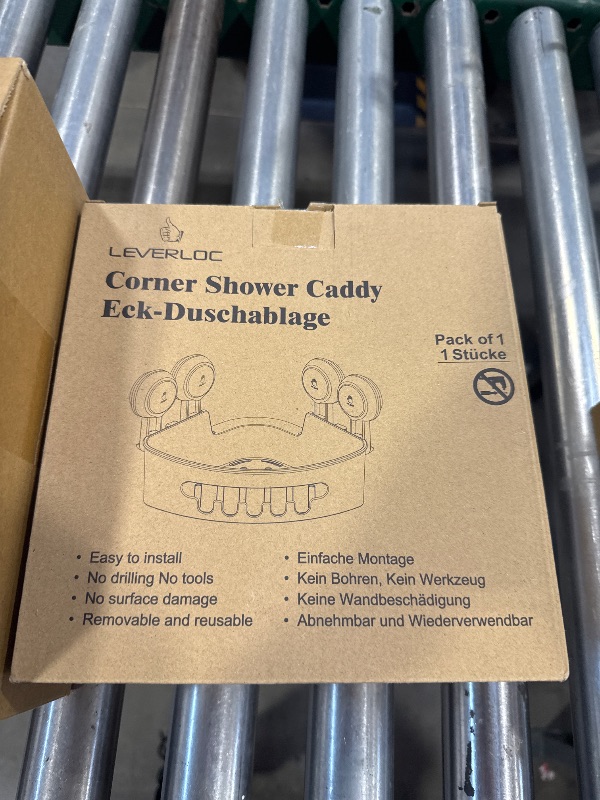 LEVERLOC
Corner Shower Caddy
Eck-Duschablage
Pack of 1
1 Stücke
• Easy to install
• No drilling No tools
• No surface damage
• Removable and reusable
• Einfache Montage
• Kein Bohren, Kein Werkzeug
• Keine Wandbeschädigung
• Abnehmbar und Wiederverwendbar